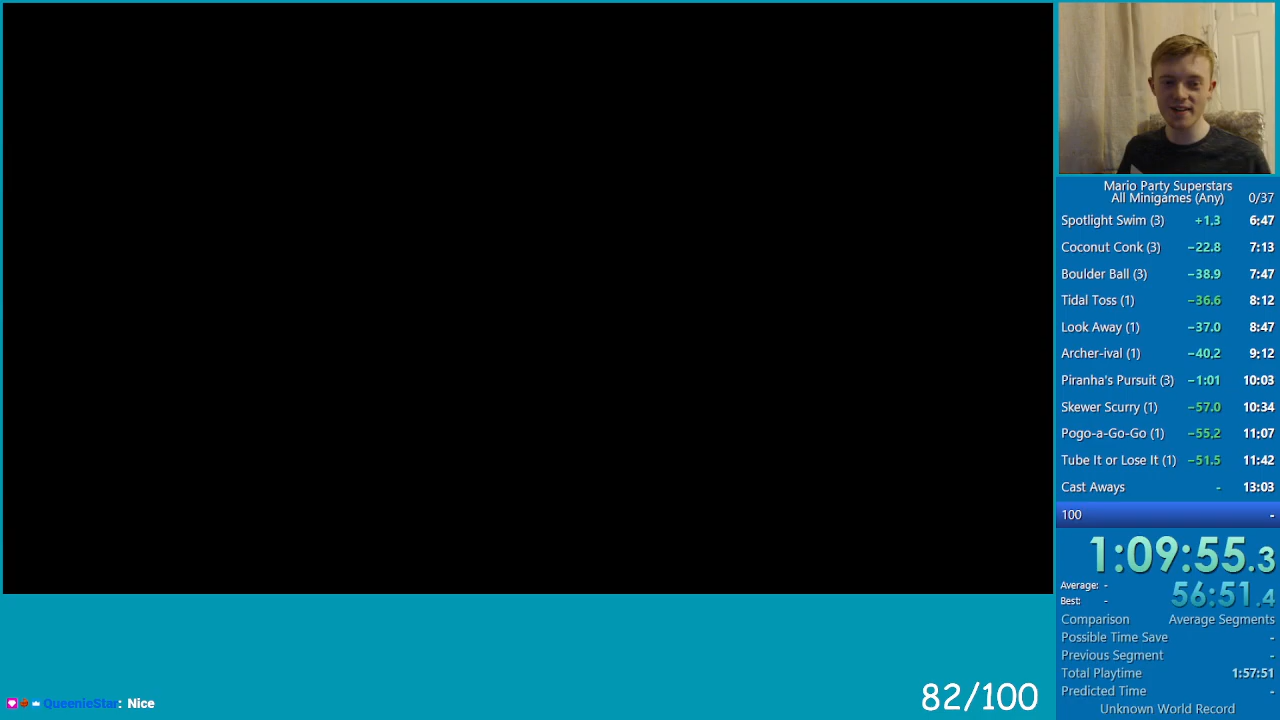 Mario Party Superstars
All Minigames (Any) 0/37
Spotlight Swim (3) +1.3 6:47
Coconut Conk (3) −22.8 7:13
Boulder Ball (3) −38.9 7:47
Tidal Toss (1) −36.6 8:12
Look Away (1) −37.0 8:47
Archer-ival (1) −40.2 9:12
Piranha's Pursuit (3) −1:01 10:03
Skewer Scurry (1) −57.0 10:34
Pogo-a-Go-Go (1) −55.2 11:07
Tube It or Lose It (1) −51.5 11:42
Cast Aways - 13:03
100 -
1:09:55.3
Average: -
Best: - 56:51.4
Comparison Average Segments
Possible Time Save -
Previous Segment -
Total Playtime 1:57:51
Predicted Time -
Unknown World Record
QueenieStar: Nice
82/100